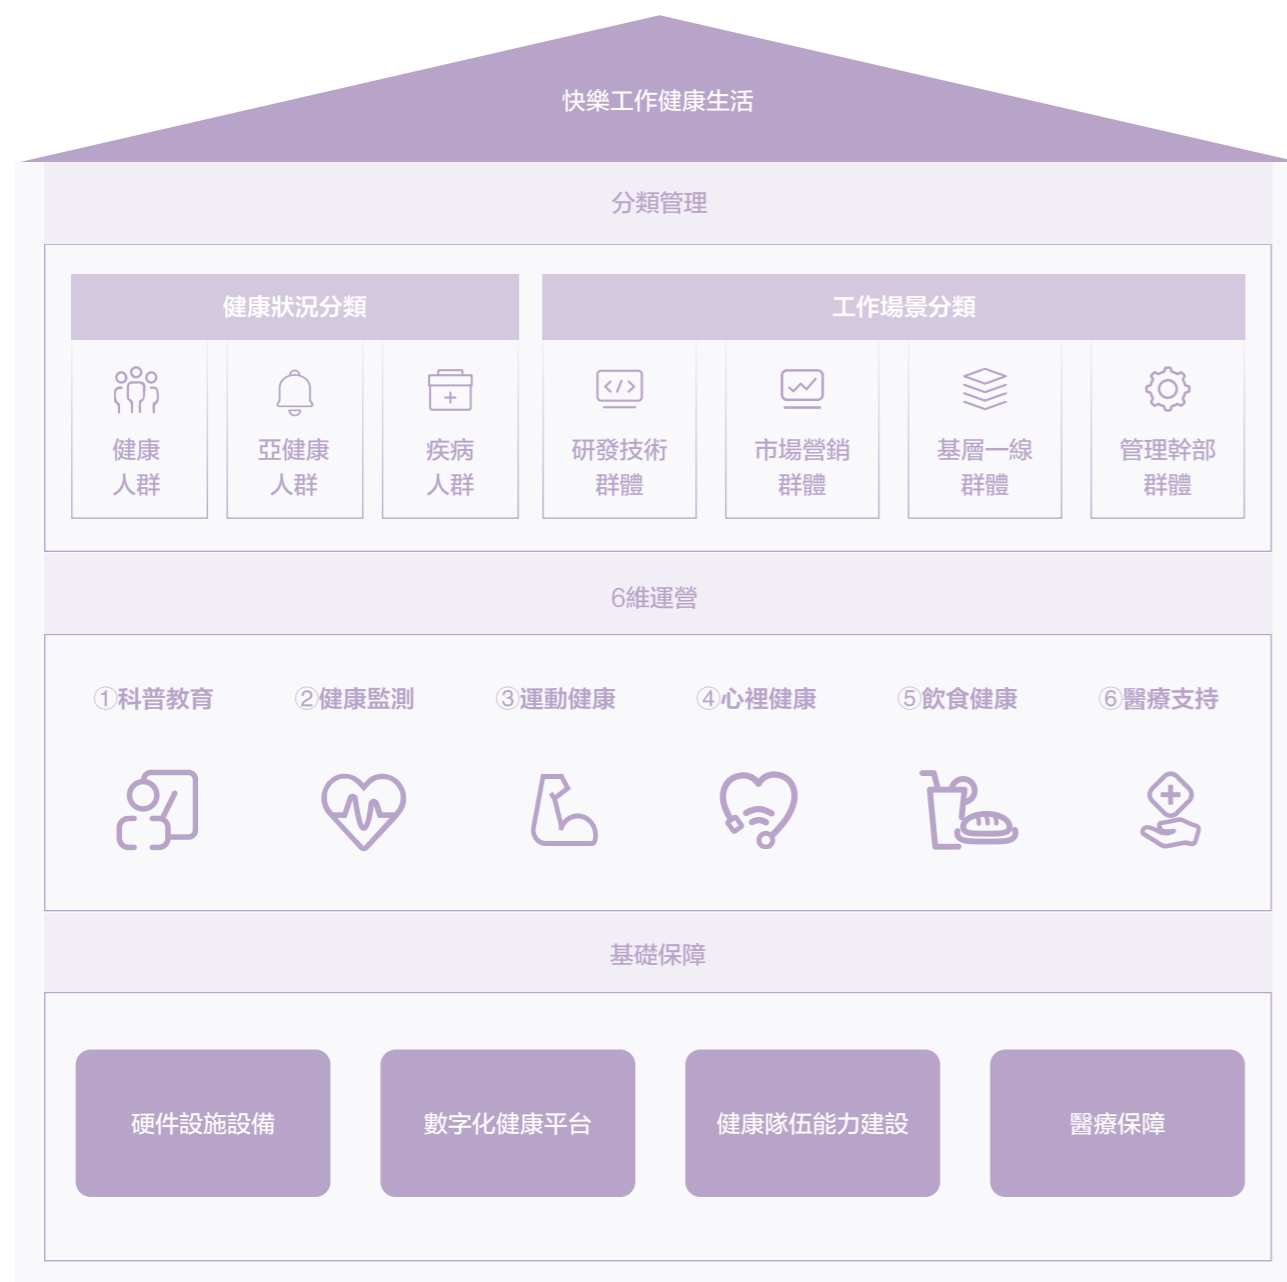 快樂工作健康生活
分類管理
健康狀況分類
工作場景分類
健康
人群
亞健康
人群
疾病
人群
研發技術
群體
市場營銷
群體
基層一線
群體
管理幹部
群體
6維運營
①科普教育
②健康監測
③運動健康
④心裡健康
⑤飲食健康
⑥醫療支持
基礎保障
硬件設施設備
數字化健康平台
健康隊伍能力建設
醫療保障